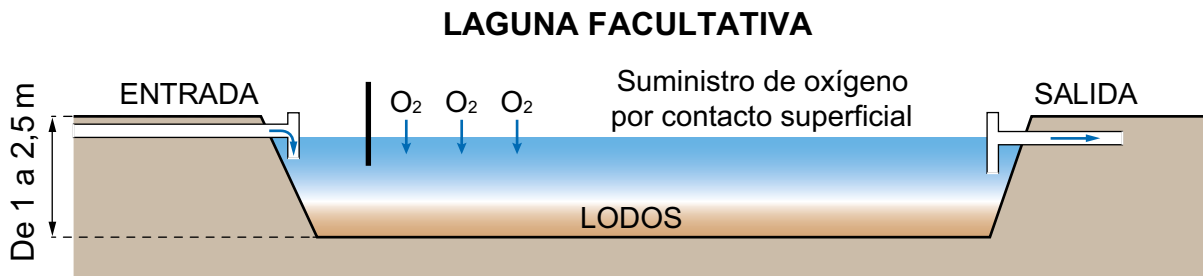 LAGUNA FACULTATIVA
ENTRADA
O₂ O₂ O₂
Suministro de oxígeno
por contacto superficial
SALIDA
De 1 a 2,5 m
LODOS